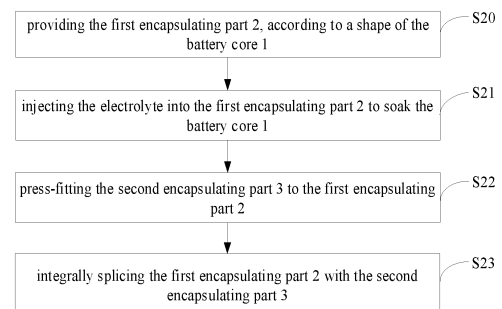 providing the first encapsulating part 2, according to a shape of the
battery core 1
S20
injecting the electrolyte into the first encapsulating part 2 to soak the
battery core 1
S21
press-fitting the second encapsulating part 3 to the first encapsulating
part 2
S22
integrally splicing the first encapsulating part 2 with the second
encapsulating part 3
S23